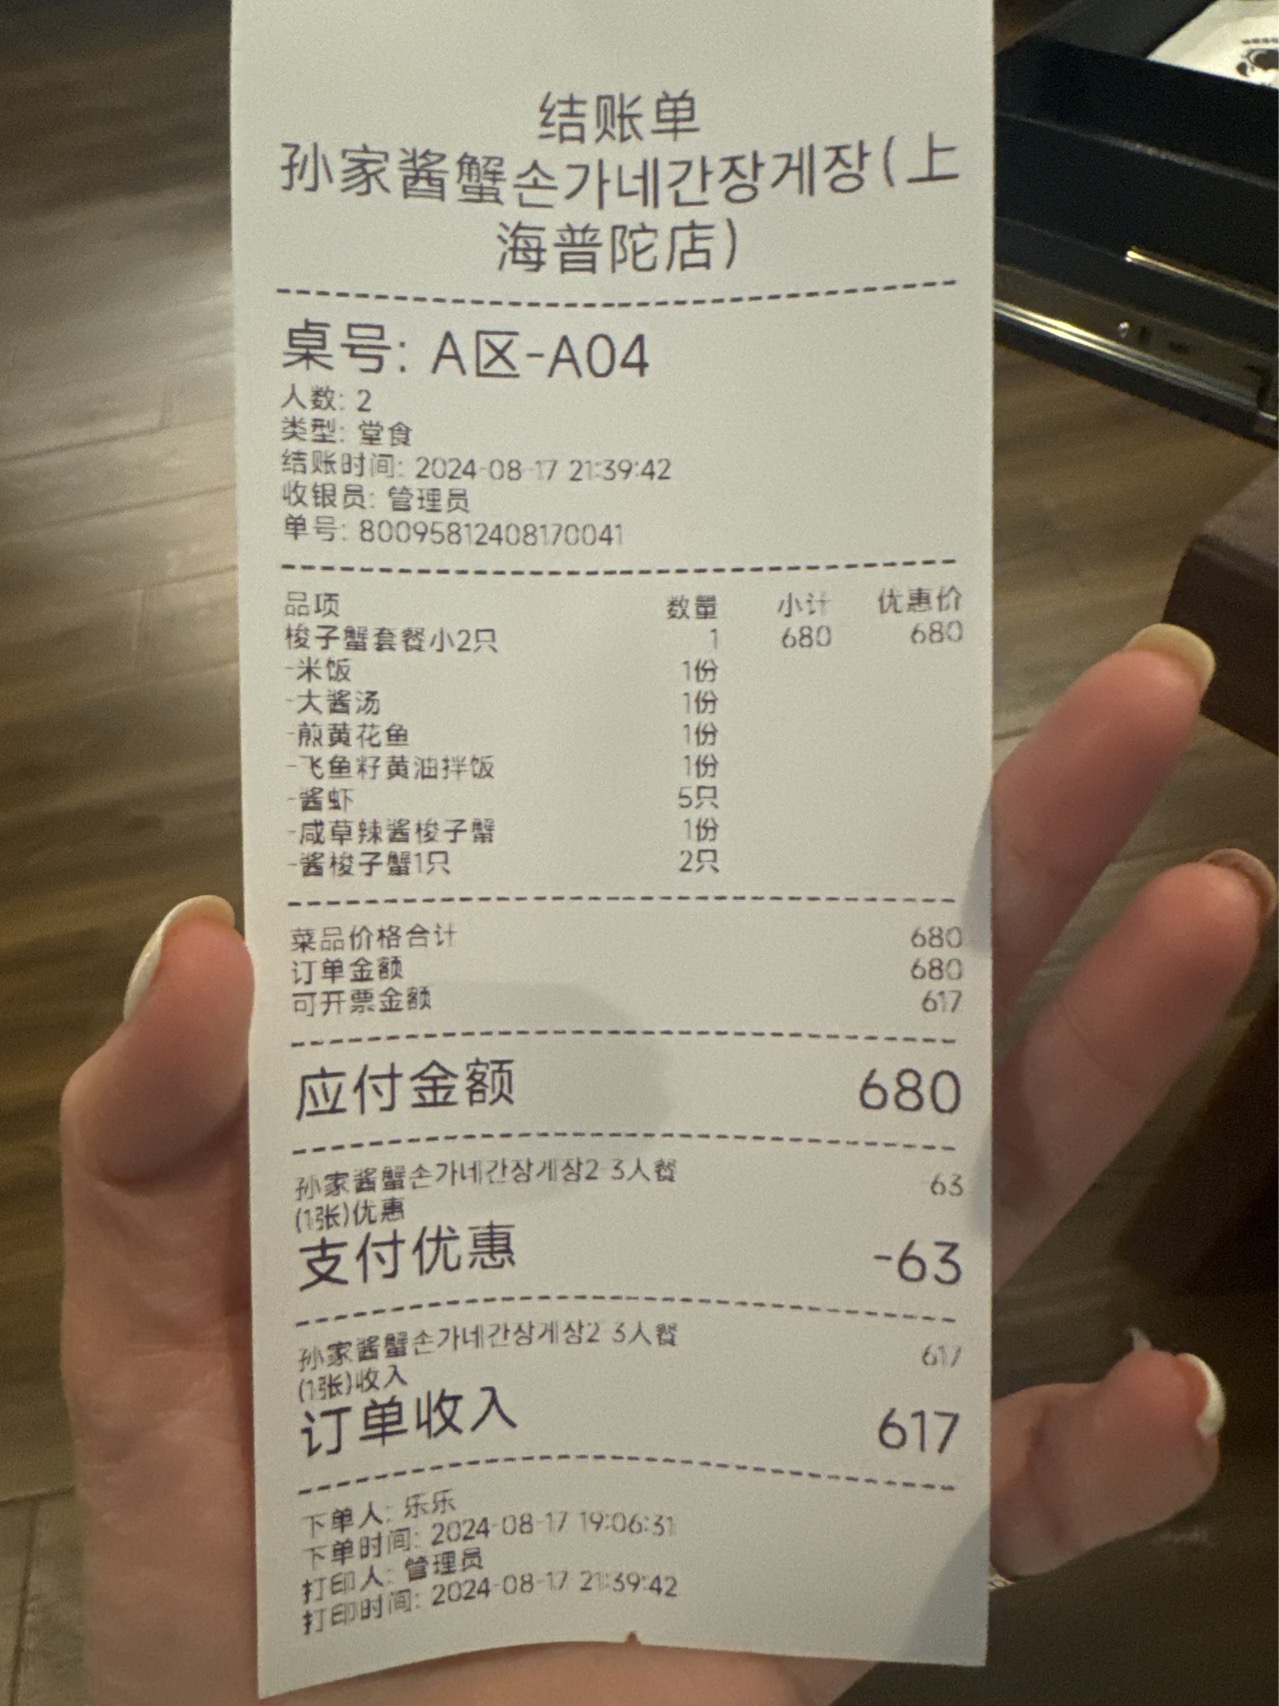 结账单
孙家酱蟹손가네간장게장(上
海普陀店)
桌号: A区-A04
人数: 2
类型: 堂食
结账时间: 2024-08-17 21:39:42
收银员: 管理员
单号: 80095812408170041
品项 数量 小计 优惠价
梭子蟹套餐小2只 1 680 680
-米饭 1份
-大酱汤 1份
-煎黄花鱼 1份
-飞鱼籽黄油拌饭 1份
-酱虾 5只
-咸草辣酱梭子蟹 1份
-酱梭子蟹1只 2只
菜品价格合计 680
订单金额 680
可开票金额 617
应付金额 680
孙家酱蟹손가네간장게장2-3人餐 -63
(1张)优惠
支付优惠 -63
孙家酱蟹손가네간장게장2-3人餐 617
(1张)收入
订单收入 617
下单人: 乐乐
下单时间: 2024-08-17 19:06:31
打印人: 管理员
打印时间: 2024-08-17 21:39:42